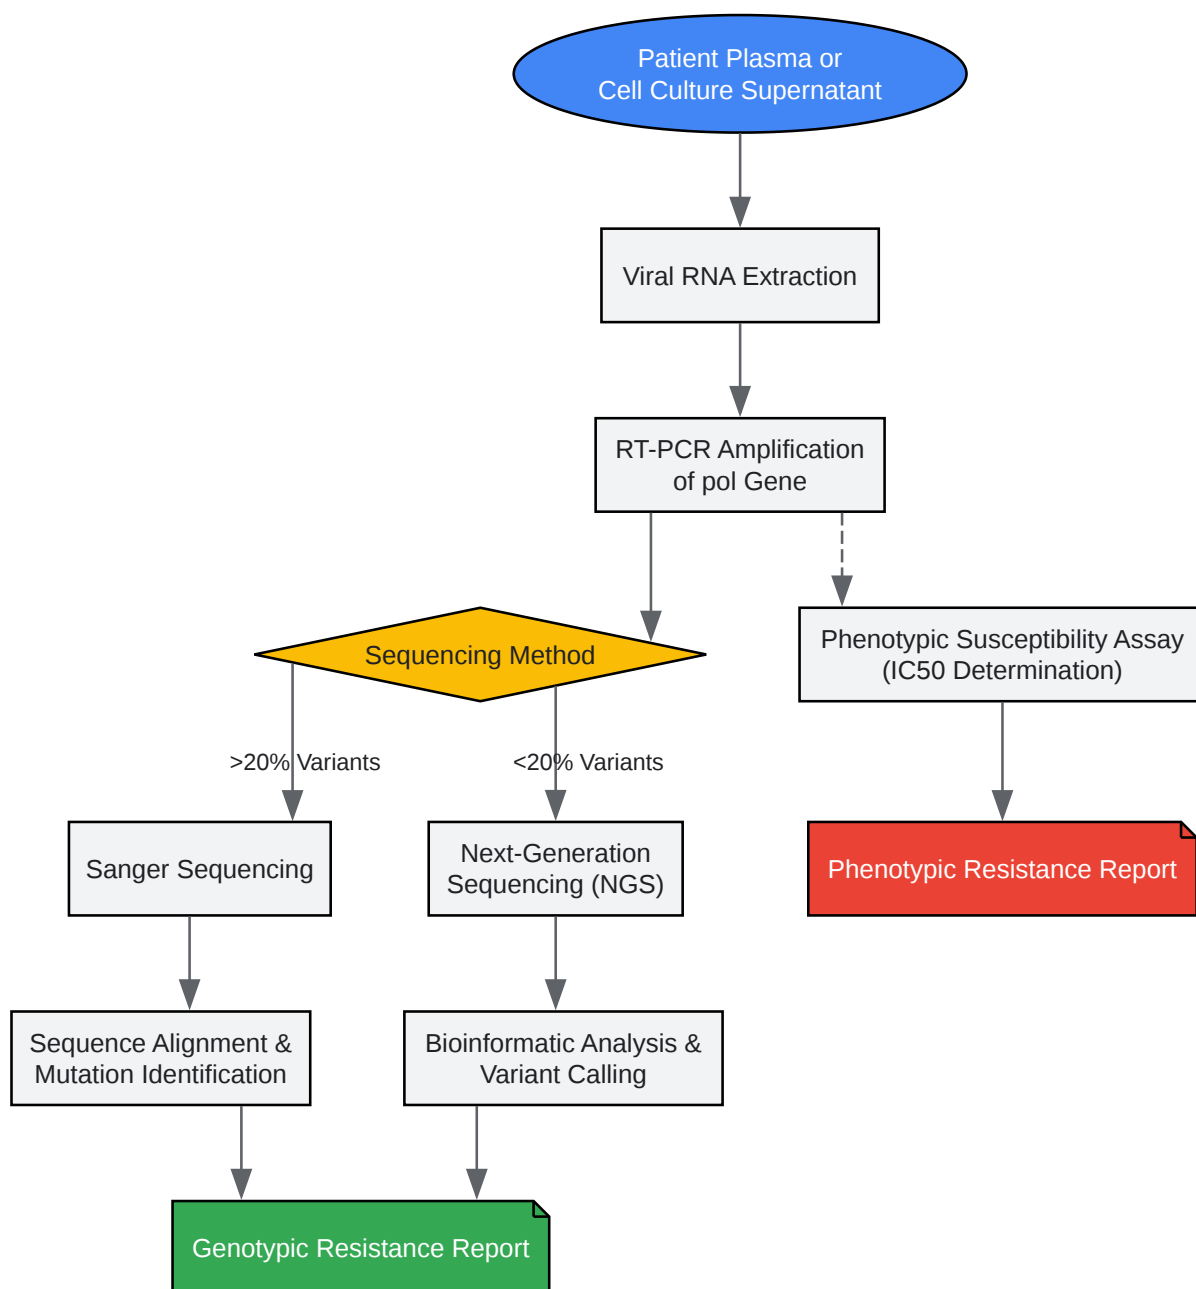 Patient Plasma or
Cell Culture Supernatant
Viral RNA Extraction
RT-PCR Amplification
of pol Gene
Sequencing Method
Phenotypic Susceptibility Assay
(IC50 Determination)
>20% Variants
<20% Variants
Sanger Sequencing
Next-Generation
Sequencing (NGS)
Phenotypic Resistance Report
Sequence Alignment &
Mutation Identification
Bioinformatic Analysis &
Variant Calling
Genotypic Resistance Report